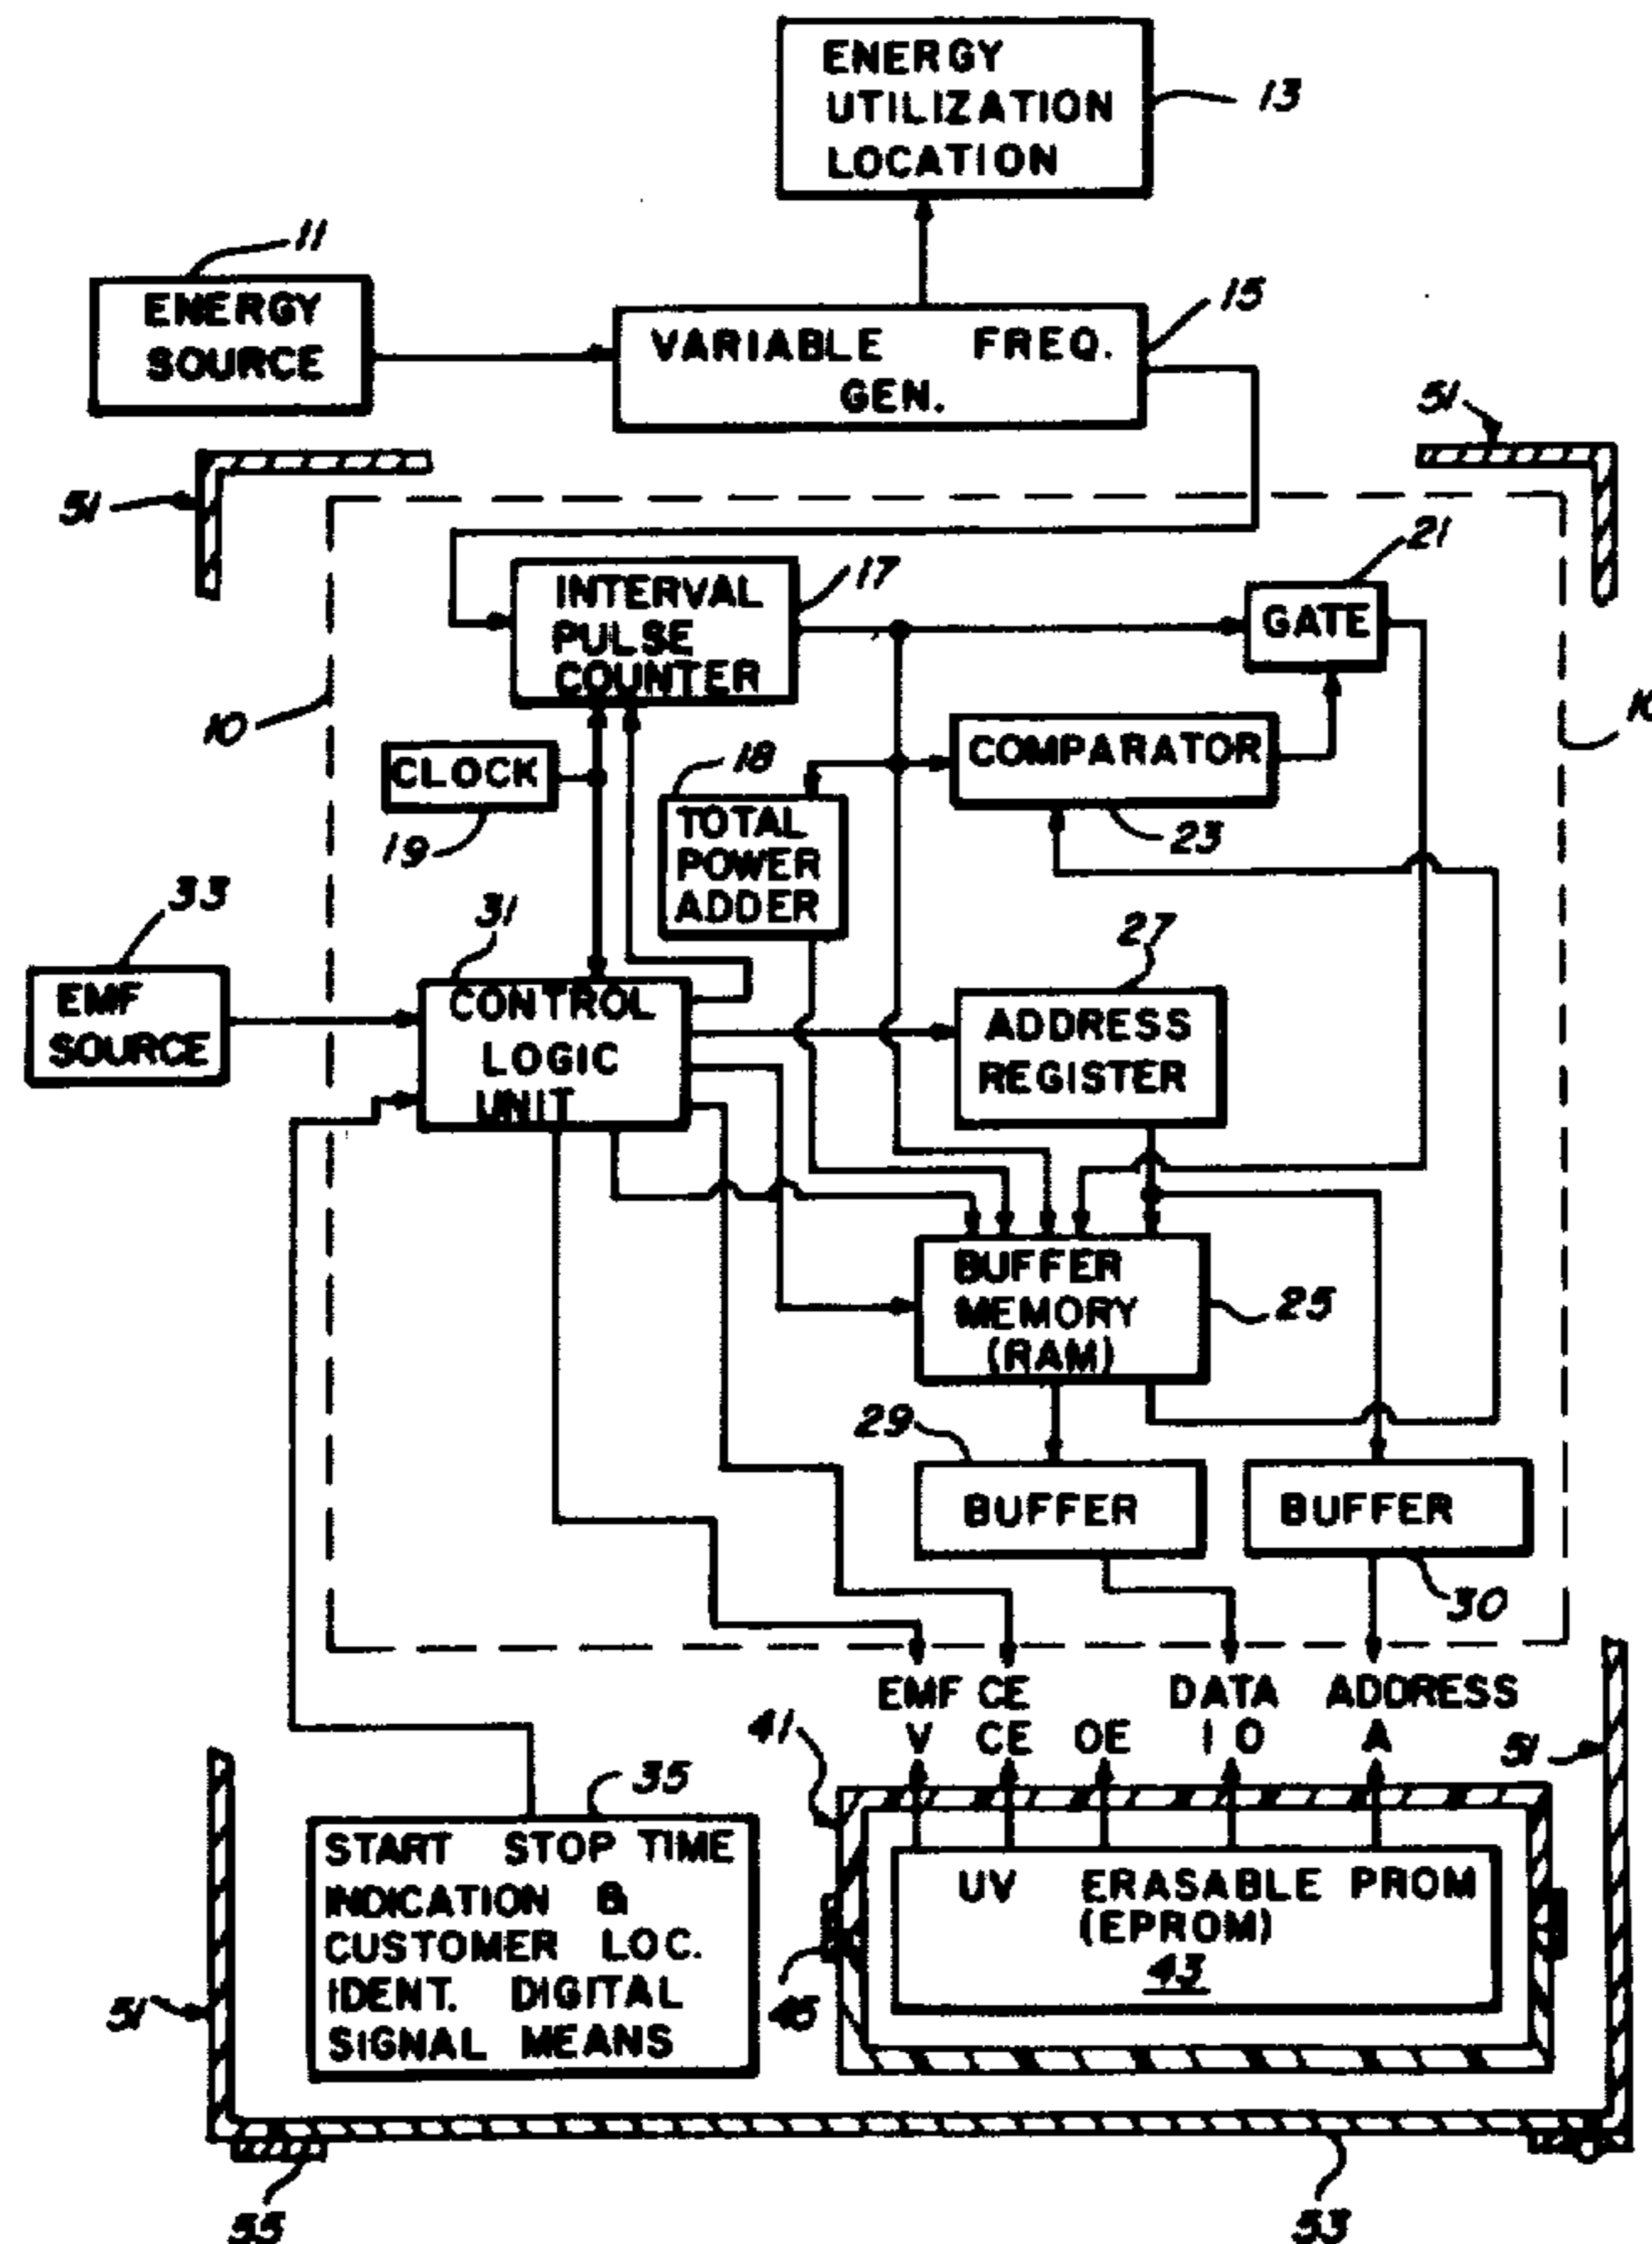 ENERGY
UTILIZATION
LOCATION
13
11
ENERGY
SOURCE
15
VARIABLE FREQ.
GEN.
51
51
21
INTERVAL
PULSE
COUNTER
17
GATE
10
10
CLOCK
19
18
COMPARATOR
23
TOTAL
POWER
ADDER
33
31
27
EMF
SOURCE
CONTROL
LOGIC
UNIT
ADDRESS
REGISTER
BUFFER
MEMORY
(RAM)
25
29
BUFFER
BUFFER
30
EMF CE DATA ADDRESS
V CE OE I O A
41
51
35
START STOP TIME
INDICATION &
CUSTOMER LOC.
IDENT. DIGITAL
SIGNAL MEANS
UV ERASABLE PROM
(EPROM)
43
45
51
55
53